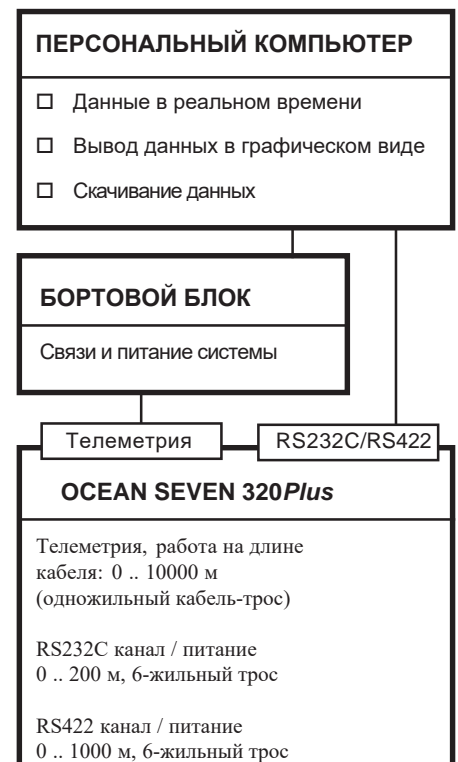 ПЕРСОНАЛЬНЫЙ КОМПЬЮТЕР
Данные в реальном времени
Вывод данных в графическом виде
Скачивание данных
БОРТОВОЙ БЛОК
Связи и питание системы
Телеметрия
RS232C/RS422
OCEAN SEVEN 320Plus
Телеметрия, работа на длине
кабеля: 0 .. 10000 м
(одножильный кабель-трос)
RS232C канал / питание
0 .. 200 м, 6-жильный трос
RS422 канал / питание
0 .. 1000 м, 6-жильный трос